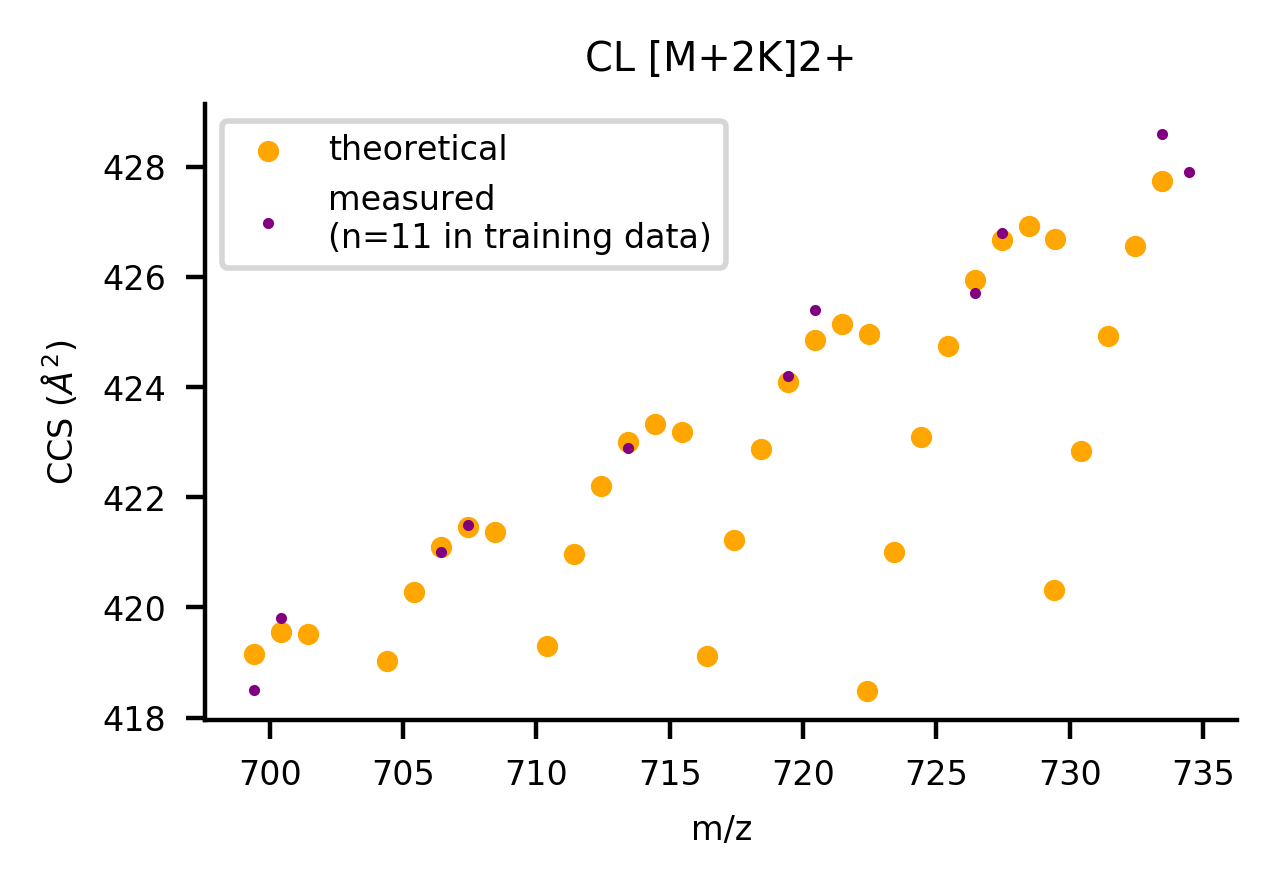 CL [M+2K]2+
theoretical
measured
(n=11 in training data)
CCS (Å²)
428
426
424
422
420
418
700 705 710 715 720 725 730 735
m/z